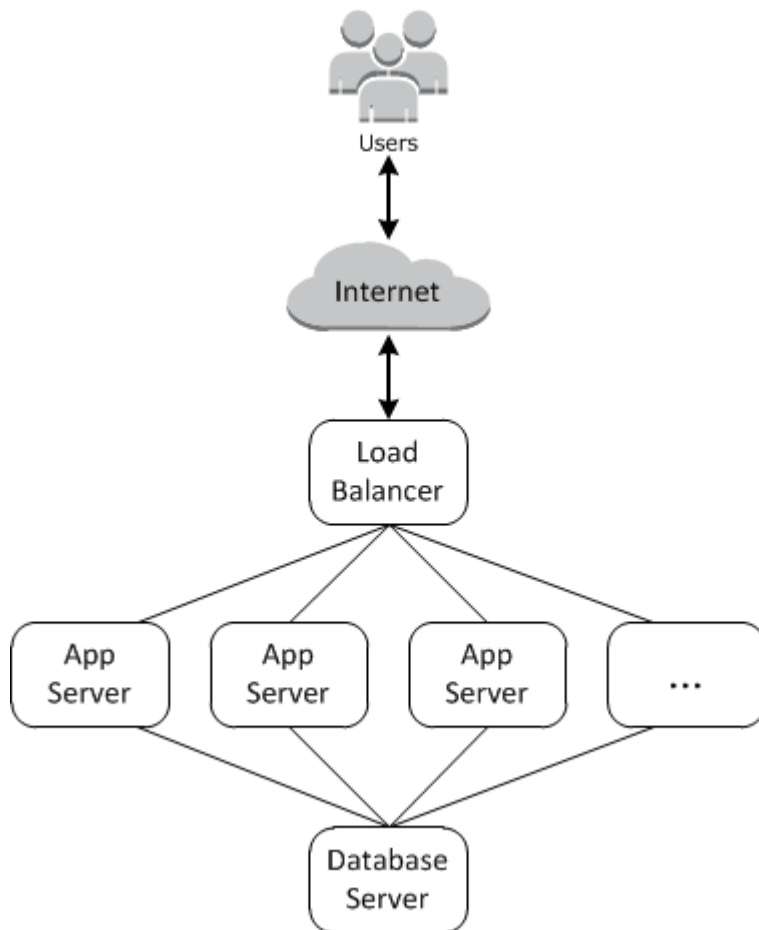 Users
Internet
Load
Balancer
App
Server
App
Server
App
Server
...
Database
Server